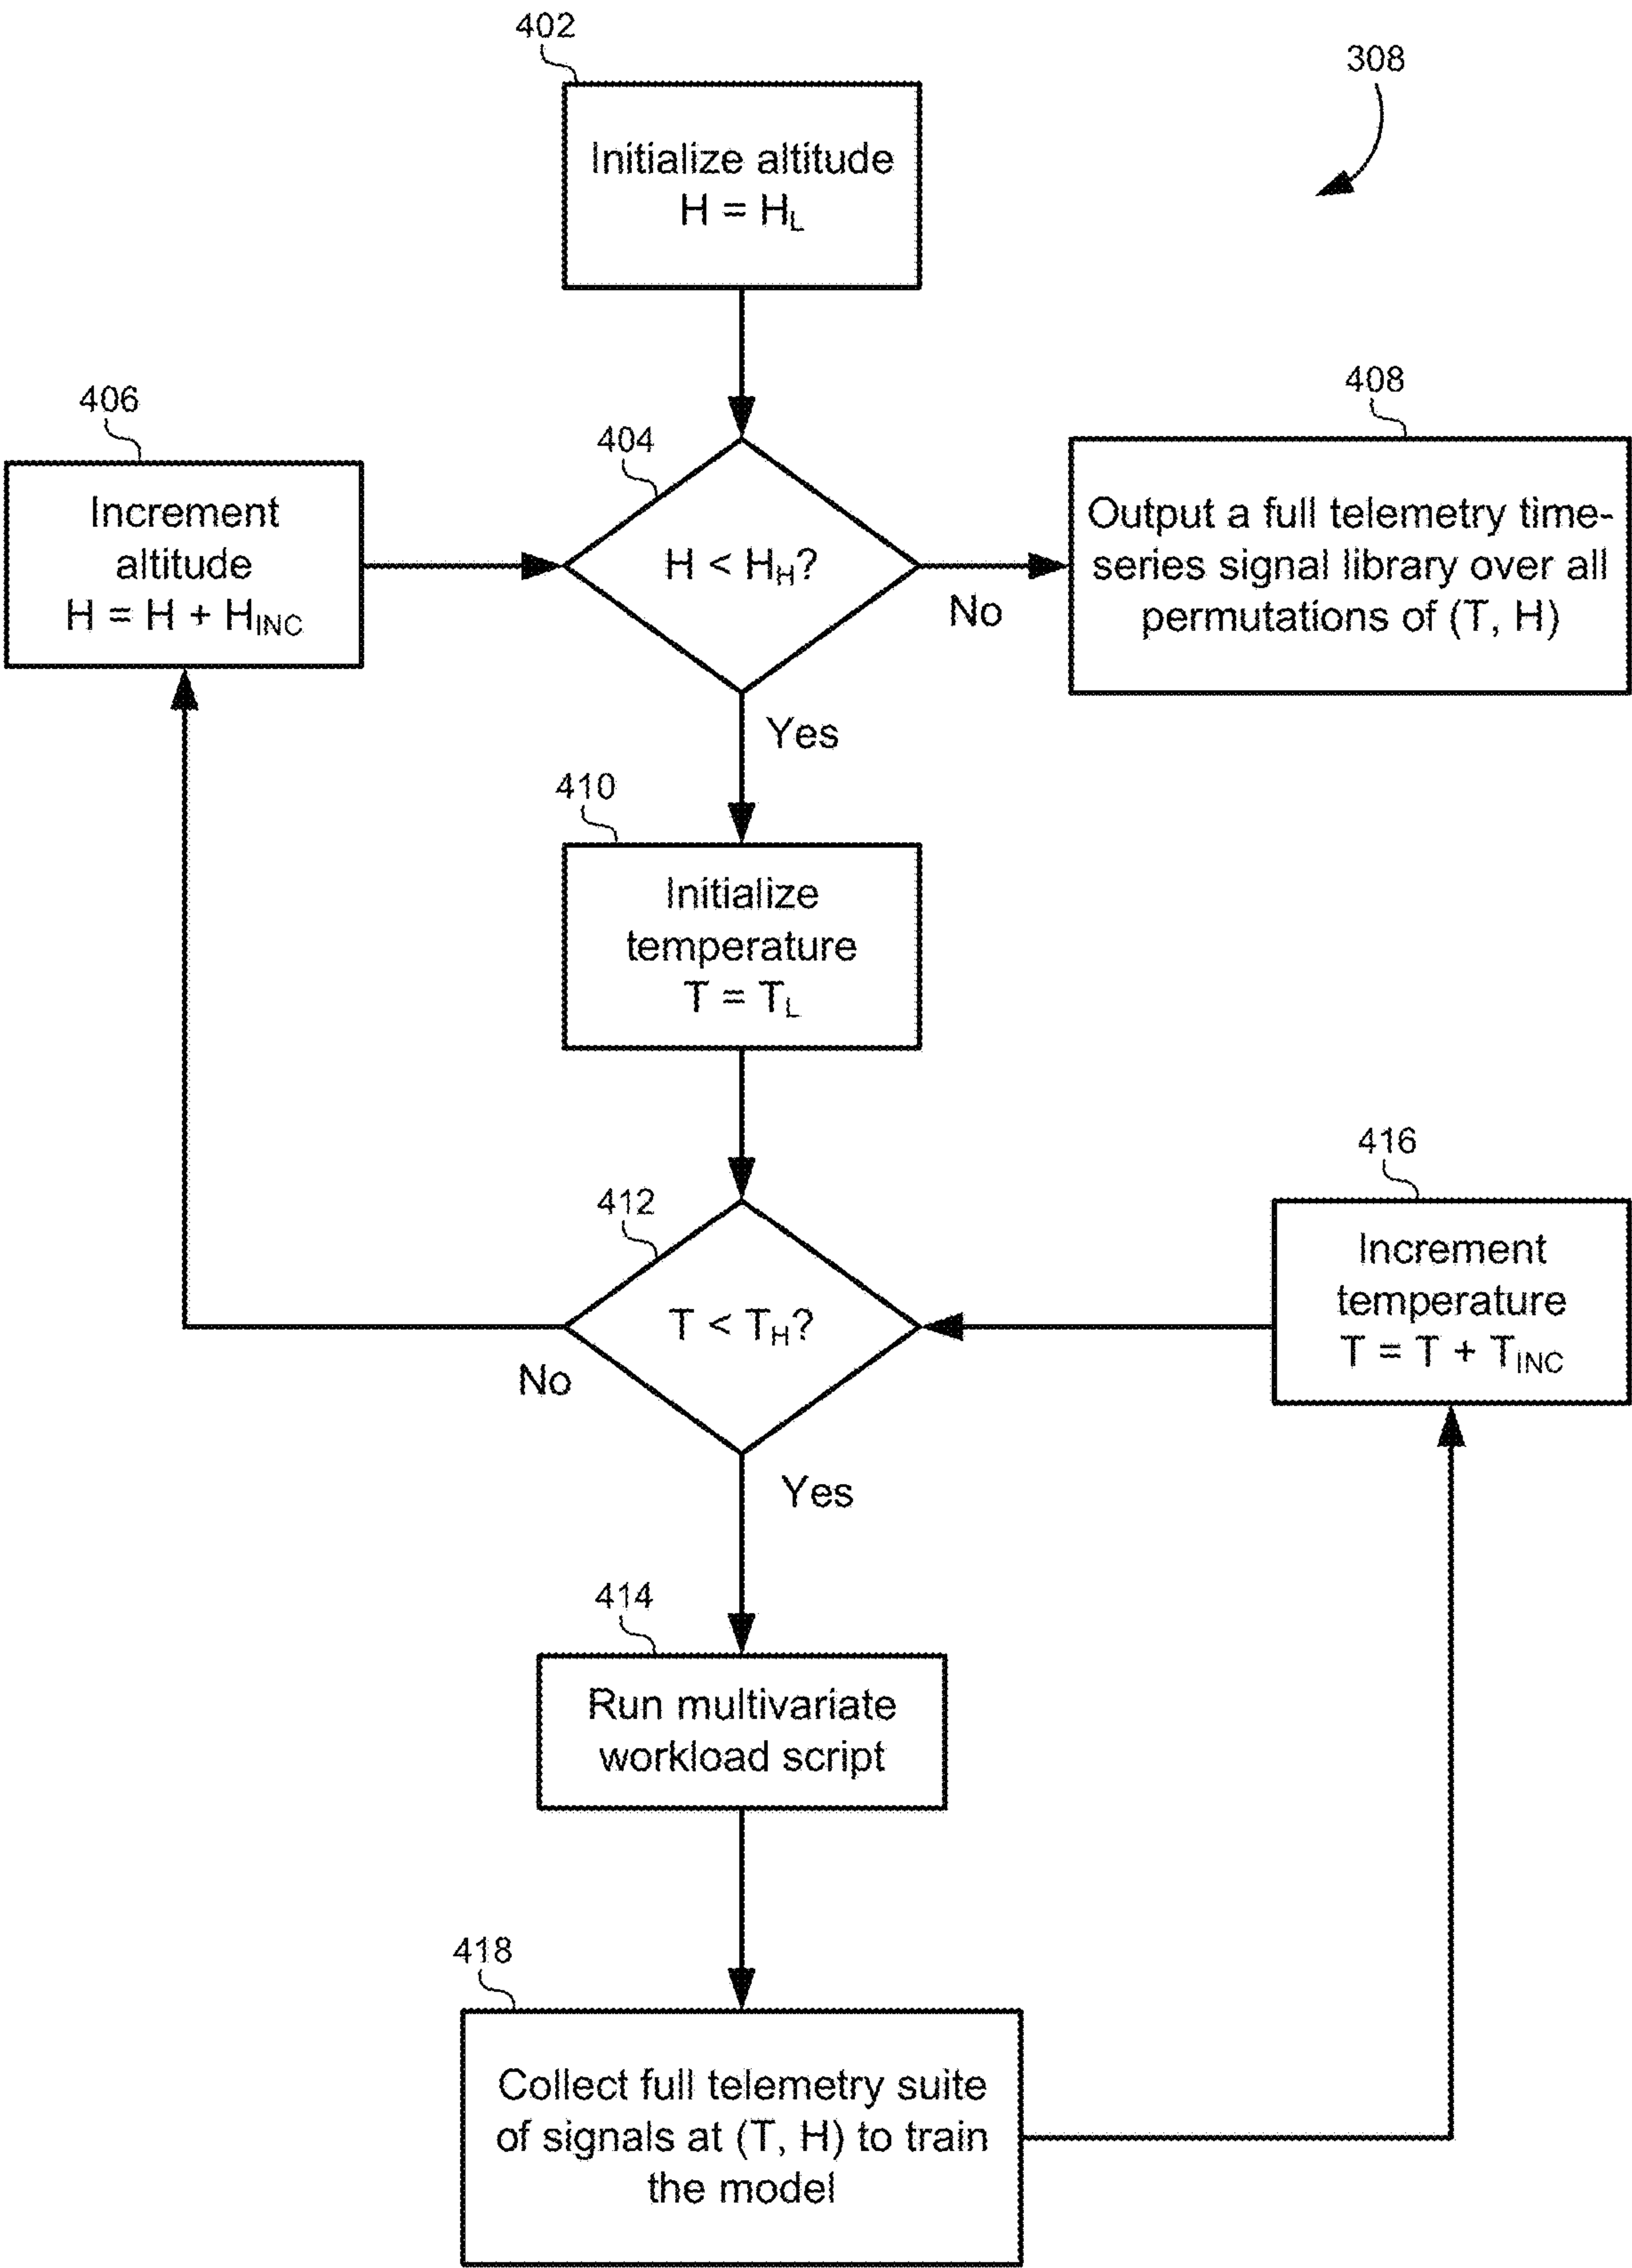 402
308
Initialize altitude
H = HL
406
404
408
Increment
altitude
H = H + HINC
H < HH?
No
Output a full telemetry time-
series signal library over all
permutations of (T, H)
Yes
410
Initialize
temperature
T = TL
412
416
T < TH?
No
Increment
temperature
T = T + TINC
Yes
414
Run multivariate
workload script
418
Collect full telemetry suite
of signals at (T, H) to train
the model